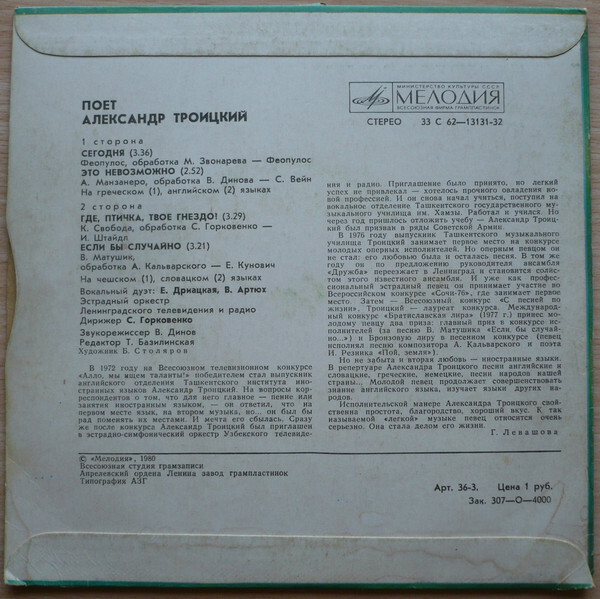 ПОЕТ
АЛЕКСАНДР ТРОИЦКИЙ
МИНИСТЕРСТВО КУЛЬТУРЫ СССР
МЕЛОДИЯ
ВСЕСОЮЗНАЯ ФИРМА ГРАМПЛАСТИНОК
СТЕРЕО 33 С 62—13131-32
1 сторона
СЕГОДНЯ (3.36)
Феопулос, обработка М. Звонарева — Феопулос
ЭТО НЕВОЗМОЖНО (2.52)
А. Манзанеро, обработка В. Динова — С. Вейн
На греческом (1), английском (2) языках
2 сторона
ГДЕ, ПТИЧКА, ТВОЕ ГНЕЗДО! (3.29)
К. Свобода, обработка С. Горковенко —
И. Штайдл
ЕСЛИ БЫ СЛУЧАЙНО (3.21)
В. Матушик,
обработка А. Кальварского — Е. Кунович
На чешском (1), словацком (2) языках
Вокальный дуэт: Е. Дриацкая, В. Артюх
Эстрадный оркестр
Ленинградского телевидения и радио
Дирижер С. Горковенко
Звукорежиссер В. Динов
Редактор Т. Базилинская
Художник Б. Столяров
В 1972 году на Всесоюзном телевизионном конкурсе
«Алло, мы ищем таланты!» победителем стал выпускник
английского отделения Ташкентского института ино-
странных языков Александр Троицкий. На вопросы кор-
респондентов о том, что для него главное — пение или
занятия иностранным языком, — он ответил, что на
первом месте язык, на втором музыка, но... он был бы
рад поменять их местами. И мечта его сбылась. Сразу
же после конкурса Александр Троицкий был приглашен
в эстрадно-симфонический оркестр Узбекского телевиде-
ния и радио. Приглашение было принято, но легкий
успех не привлекал — хотелось прочного овладения но-
вой профессией. И он снова начал учиться, поступил на
вокальное отделение Ташкентского государственного му-
зыкального училища им. Хамзы. Работал и учился. Но
через год пришлось отложить учебу — Александр Троиц-
кий был призван в ряды Советской Армии.
В 1976 году выпускник Ташкентского музыкального
училища Троицкий занимает первое место на конкурсе
молодых оперных исполнителей. Но оперным певцом он
не стал: его любовью была и осталась песня. В том же
году он по предложению руководителя ансамбля
«Дружба» переезжает в Ленинград и становится солис-
том этого известного ансамбля. И уже как профессио-
нальный эстрадный певец он принимает участие во
Всероссийском конкурсе «Сочи-76», где занимает первое
место. Затем — Всесоюзный конкурс «С песней по
жизни», Троицкий — лауреат конкурса. Международ-
ный конкурс «Братиславская лира» (1977 г.) принес мо-
лодому певцу два приза: главный приз в конкурсе ис-
полнителей (за песню В. Матушика «Если бы случай-
но...») и Бронзовую лиру в песенном конкурсе (певец
исполнял песню композитора А. Кальварского и поэта
И. Резника «Пой, земля»).
Но не забыта и вторая любовь — иностранные языки.
В репертуаре Александра Троицкого песни английские и
словацкие, греческие, немецкие, песни народов нашей
страны... Молодой певец продолжает совершенствовать
знание английского языка, изучает языки других на-
родов.
Исполнительской манере Александра Троицкого свой-
ственна простота, благородство, хороший вкус. К так
называемой «легкой» музыке певец относится очень
серьезно. Она стала делом его жизни.
Г. Левашова
© «Мелодия», 1980
Всесоюзная студия грамзаписи
Апрелевский ордена Ленина завод грампластинок
Типография АЗГ
Арт. 36-3. Цена 1 руб.
Зак. 307—О—4000